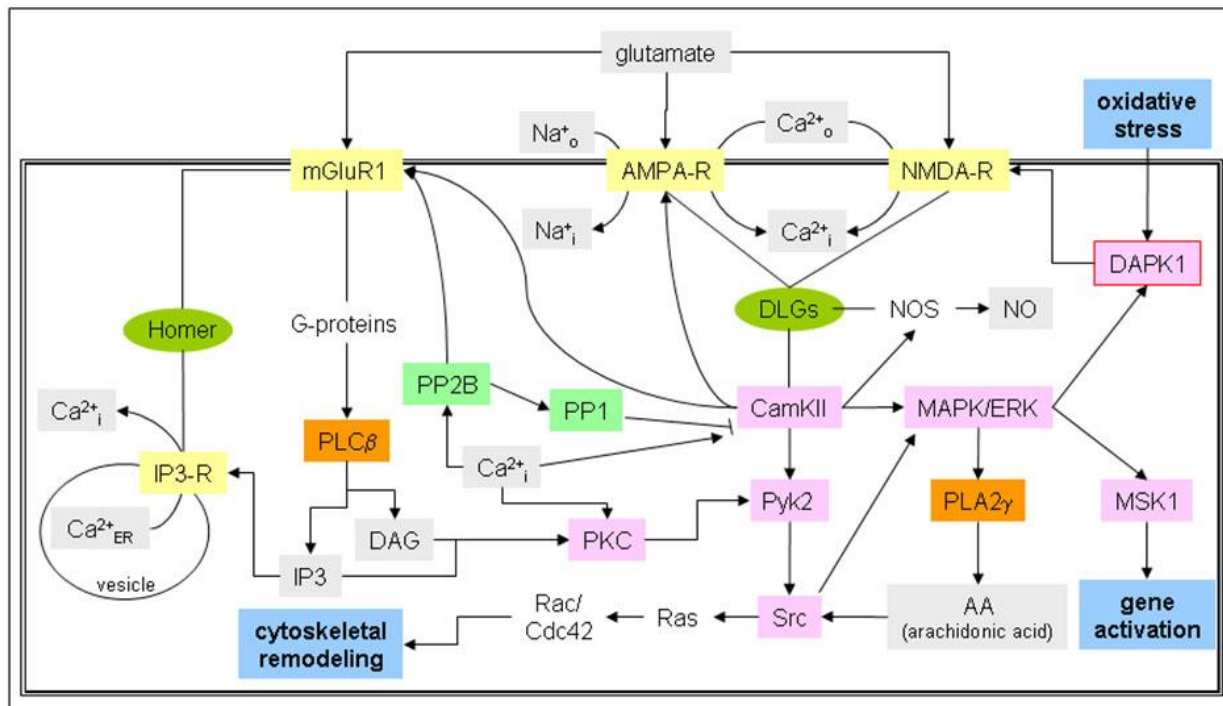 glutamate
oxidative
stress
Na⁺ₒ
Ca²⁺ₒ
mGluR1
AMPA-R
NMDA-R
Na⁺ᵢ
Ca²⁺ᵢ
DAPK1
Homer
G-proteins
DLGs
NOS
NO
PP2B
PP1
CamKII
MAPK/ERK
Ca²⁺ᵢ
PLCβ
IP3-R
Ca²⁺ᵢ
Pyk2
PLA2γ
MSK1
Ca²⁺ER
DAG
PKC
vesicle
IP3
Rac/
Cdc42
Ras
Src
AA
(arachidonic acid)
gene
activation
cytoskeletal
remodeling